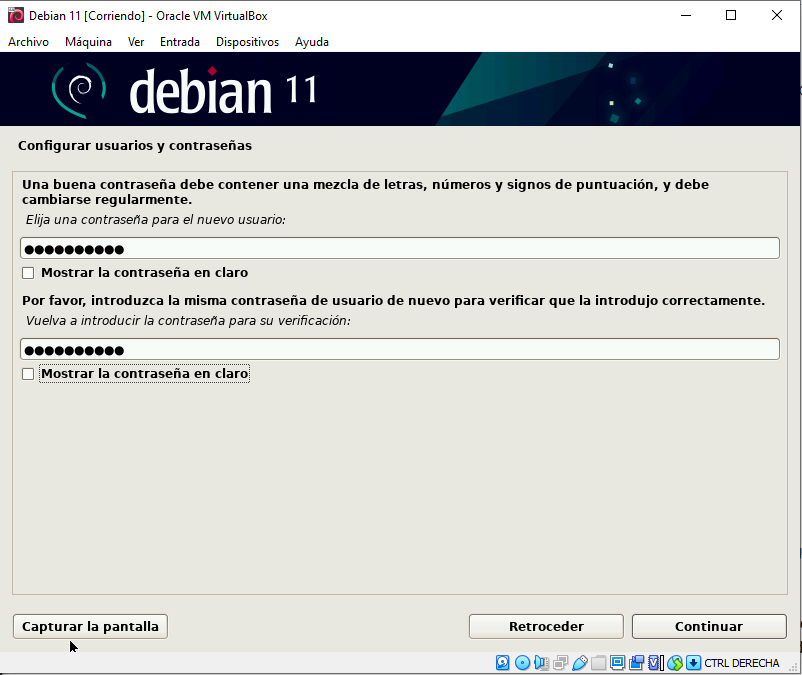 Debian 11 [Corriendo] - Oracle VM VirtualBox
Archivo Máquina Ver Entrada Dispositivos Ayuda
debian 11
Configurar usuarios y contraseñas
Una buena contraseña debe contener una mezcla de letras, números y signos de puntuación, y debe
cambiarse regularmente.
Elija una contraseña para el nuevo usuario:
●●●●●●●●●●
Mostrar la contraseña en claro
Por favor, introduzca la misma contraseña de usuario de nuevo para verificar que la introdujo correctamente.
Vuelva a introducir la contraseña para su verificación:
●●●●●●●●●●
Mostrar la contraseña en claro
Capturar la pantalla Retroceder Continuar
CTRL DERECHA